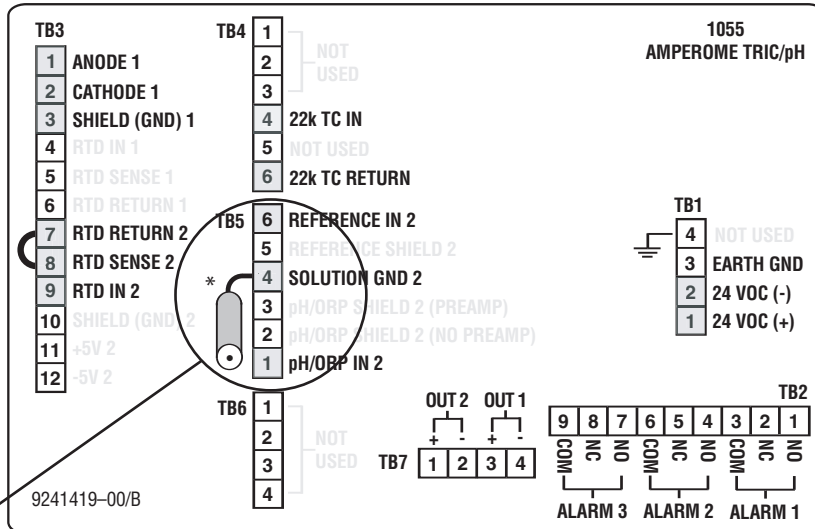 1055
AMPEROME TRIC/pH
TB3
1 ANODE 1
2 CATHODE 1
3 SHIELD (GND) 1
4 RTD IN 1
5 RTD SENSE 1
6 RTD RETURN 1
7 RTD RETURN 2
8 RTD SENSE 2
9 RTD IN 2
10 SHIELD (GND) 2
11 +5V 2
12 -5V 2
TB4
1
2
3
NOT
USED
4 22k TC IN
5 NOT USED
6 22k TC RETURN
TB5
6 REFERENCE IN 2
5 REFERENCE SHIELD 2
4 SOLUTION GND 2
3 pH/ORP SHIELD 2 (PREAMP)
2 pH/ORP SHIELD 2 (NO PREAMP)
1 pH/ORP IN 2
*
TB6
1
2
3
4
NOT
USED
TB1
4 NOT USED
3 EARTH GND
2 24 VOC (-)
1 24 VOC (+)
OUT 2 OUT 1
+ - + -
TB7 1 2 3 4
TB2
9 8 7 6 5 4 3 2 1
COM NC NO COM NC NO COM NC NO
ALARM 3 ALARM 2 ALARM 1
9241419–00/B